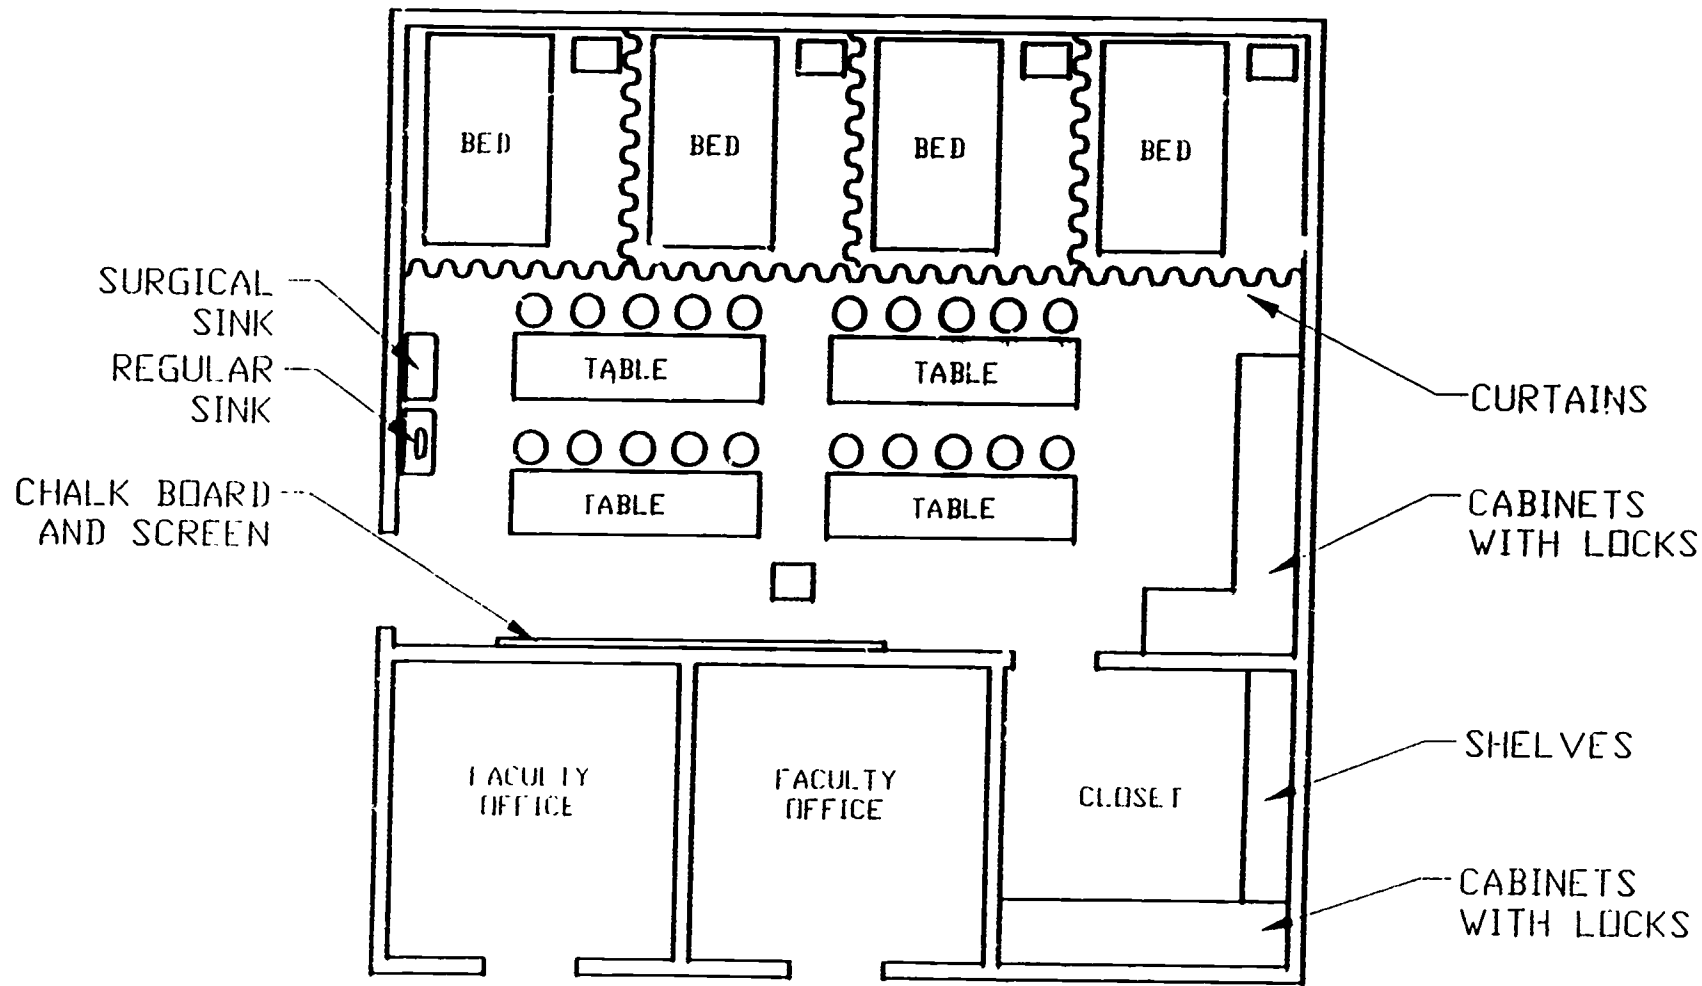 BED
BED
BED
BED
SURGICAL
SINK
REGULAR
SINK
CHALK BOARD
AND SCREEN
TABLE
TABLE
TABLE
TABLE
CURTAINS
CABINETS
WITH LOCKS
FACULTY
OFFICE
FACULTY
OFFICE
CLOSET
SHELVES
CABINETS
WITH LOCKS